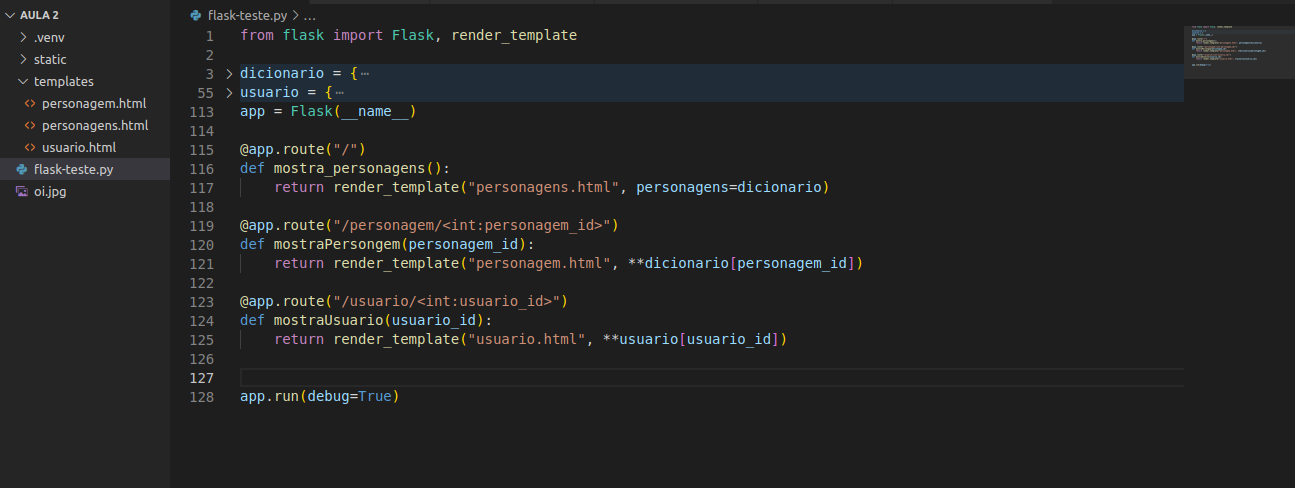 AULA 2
.venv
static
templates
personagem.html
personagens.html
usuario.html
flask-teste.py
oi.jpg
flask-teste.py > ...
1 from flask import Flask, render_template
2
3 dicionario = {…
55 usuario = {…
113 app = Flask(__name__)
114
115 @app.route("/")
116 def mostra_personagens():
117 return render_template("personagens.html", personagens=dicionario)
118
119 @app.route("/personagem/<int:personagem_id>")
120 def mostraPersongem(personagem_id):
121 return render_template("personagem.html", **dicionario[personagem_id])
122
123 @app.route("/usuario/<int:usuario_id>")
124 def mostraUsuario(usuario_id):
125 return render_template("usuario.html", **usuario[usuario_id])
126
127
128 app.run(debug=True)